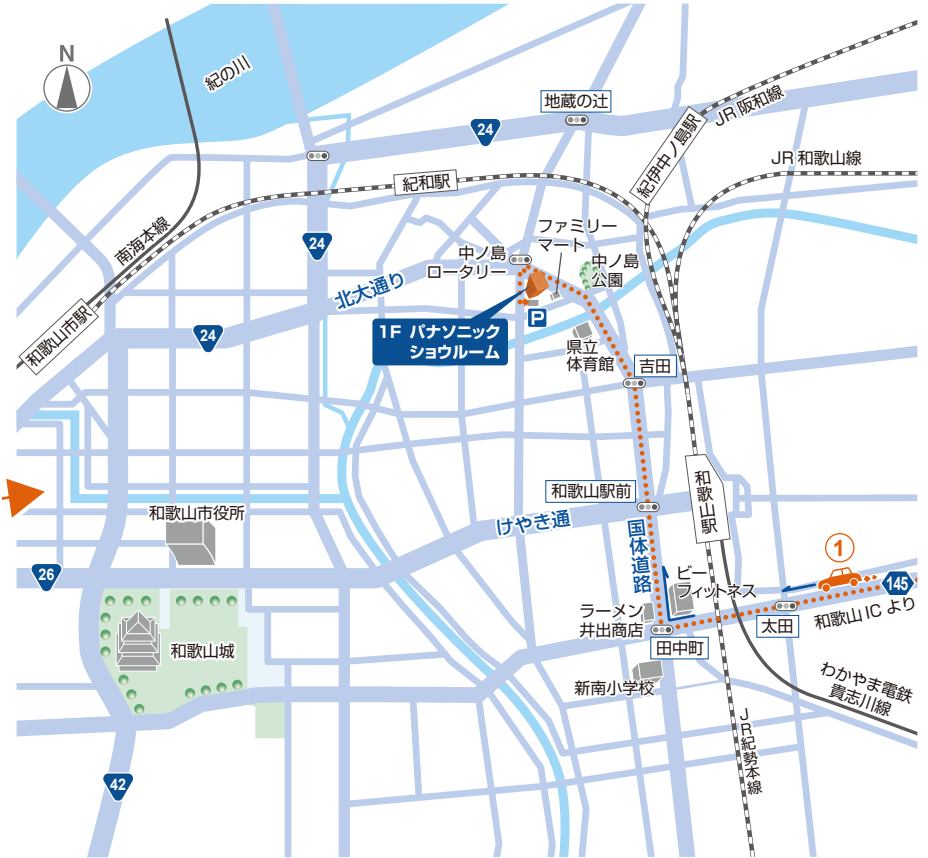 N
紀の川
24
地蔵の辻
紀伊中ノ島駅
JR 阪和線
JR 和歌山線
紀和駅
南海本線
24
中ノ島
ロータリー
ファミリー
マート
中ノ島
公園
北大通り
P
1F パナソニック
ショウルーム
24
和歌山市駅
県立
体育館
吉田
和歌山駅前
和歌山駅
けやき通
国体道路
和歌山市役所
26
和歌山城
ビー
フィットネス
1
145
和歌山 IC より
太田
ラーメン
井出商店
田中町
新南小学校
わかやま電鉄
貴志川線
JR紀勢本線
42